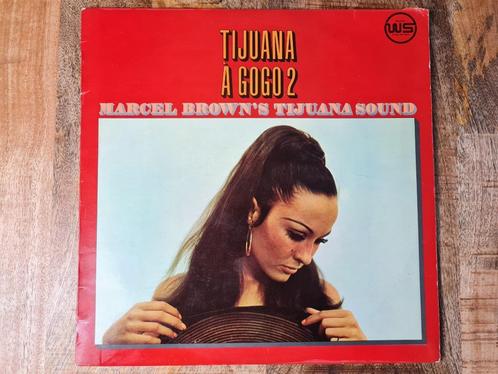 WS
TIJUANA
À GOGO 2
MARCEL BROWN'S TIJUANA SOUND